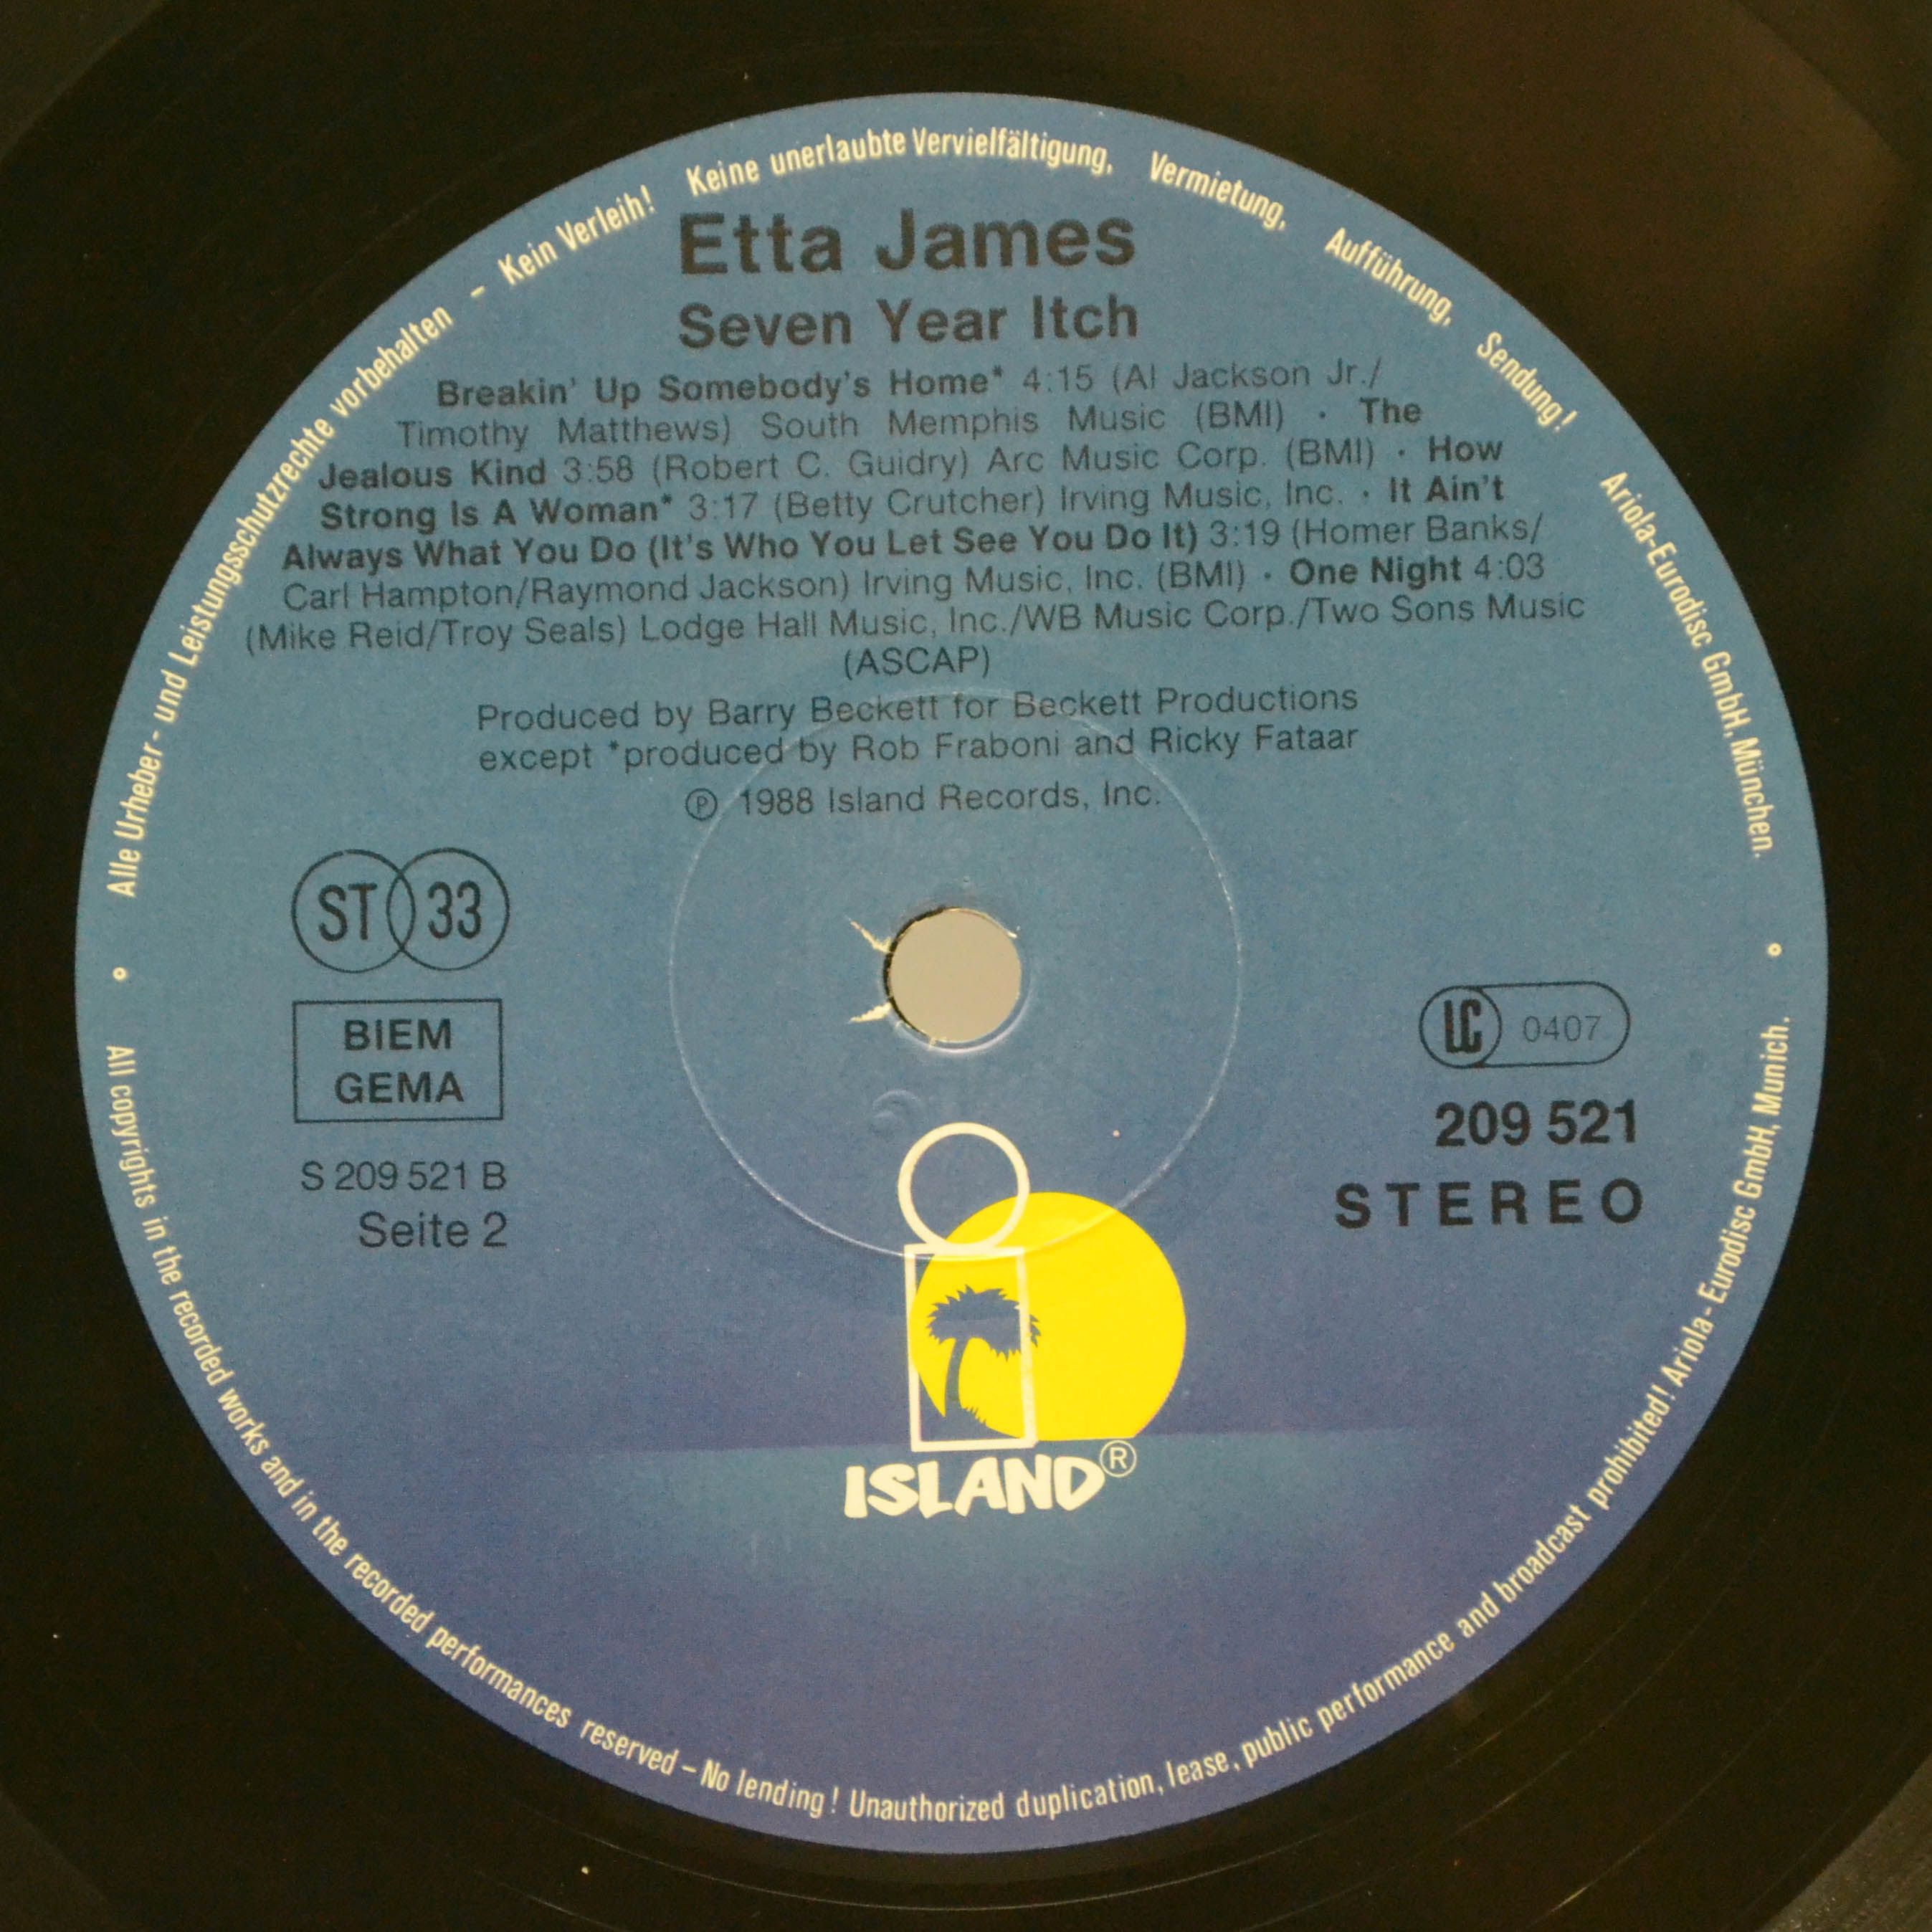 Alle Urheber- und Leistungsschutzrechte vorbehalten – Kein Verleih! Keine unerlaubte Vervielfältigung, Vermietung, Aufführung, Sendung! Ariola-Eurodisc GmbH, München.
Etta James
Seven Year Itch
Breakin' Up Somebody's Home* 4:15 (Al Jackson Jr./
Timothy Matthews) South Memphis Music (BMI) · The
Jealous Kind 3:58 (Robert C. Guidry) Arc Music Corp. (BMI) · How
Strong Is A Woman* 3:17 (Betty Crutcher) Irving Music, Inc. · It Ain't
Always What You Do (It's Who You Let See You Do It) 3:19 (Homer Banks/
Carl Hampton/Raymond Jackson) Irving Music, Inc. (BMI) · One Night 4:03
(Mike Reid/Troy Seals) Lodge Hall Music, Inc./WB Music Corp./Two Sons Music
(ASCAP)
Produced by Barry Beckett for Beckett Productions
except *produced by Rob Fraboni and Ricky Fataar
Ⓟ 1988 Island Records, Inc.
ST 33
BIEM
GEMA
S 209 521 B
Seite 2
LC 0407
209 521
STEREO
ISLAND®
All copyrights in the recorded works and in the recorded performances reserved – No lending! Unauthorized duplication, lease, public performance and broadcast prohibited! Ariola-Eurodisc GmbH, Munich.